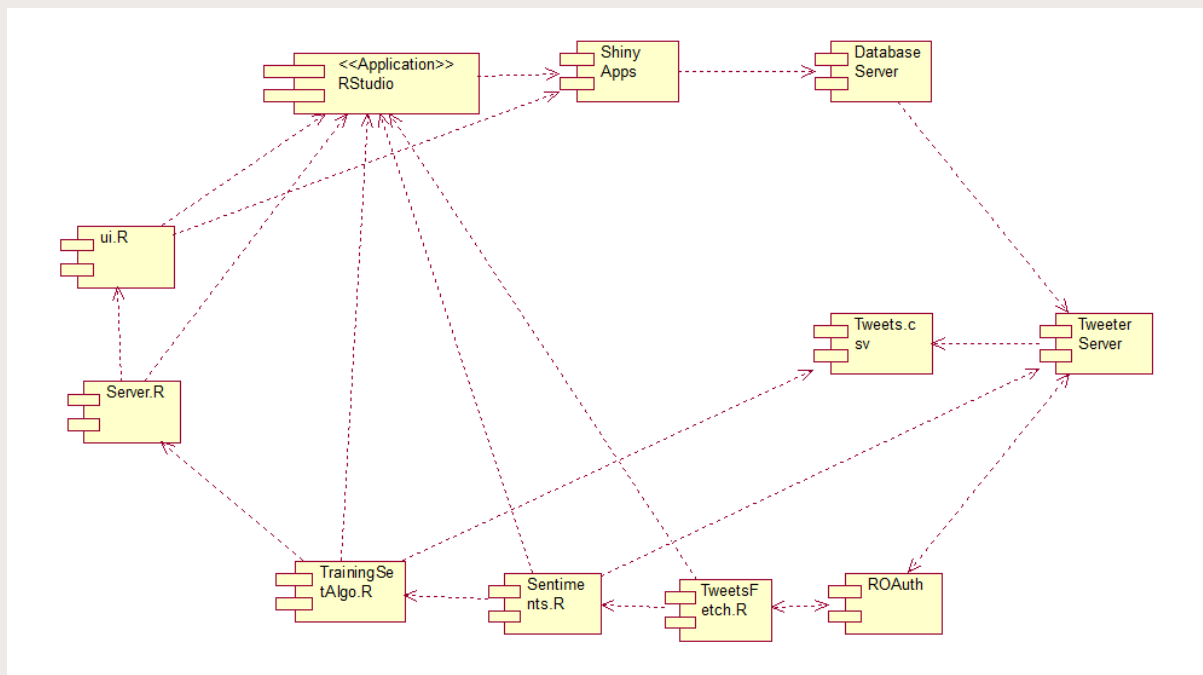 <<Application>>
RStudio
Shiny
Apps
Database
Server
ui.R
Tweets.c
sv
Tweeter
Server
Server.R
TrainingSe
tAlgo.R
Sentime
nts.R
TweetsF
etch.R
ROAuth